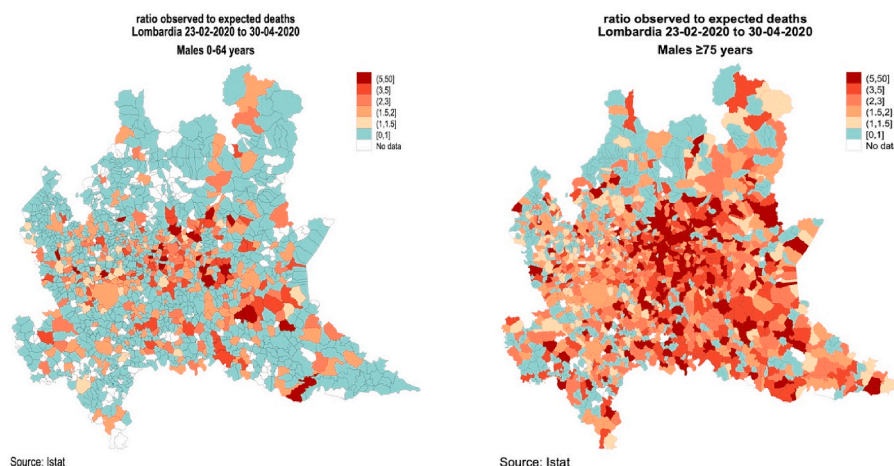 ratio observed to expected deaths
Lombardia 23-02-2020 to 30-04-2020
Males 0-64 years
(5,50]
(3,5]
(2,3]
(1.5,2]
(1,1.5]
[0,1]
No data
Source: Istat
ratio observed to expected deaths
Lombardia 23-02-2020 to 30-04-2020
Males ≥75 years
(5,50]
(3,5]
(2,3]
(1.5,2]
(1,1.5]
[0,1]
No data
Source: Istat